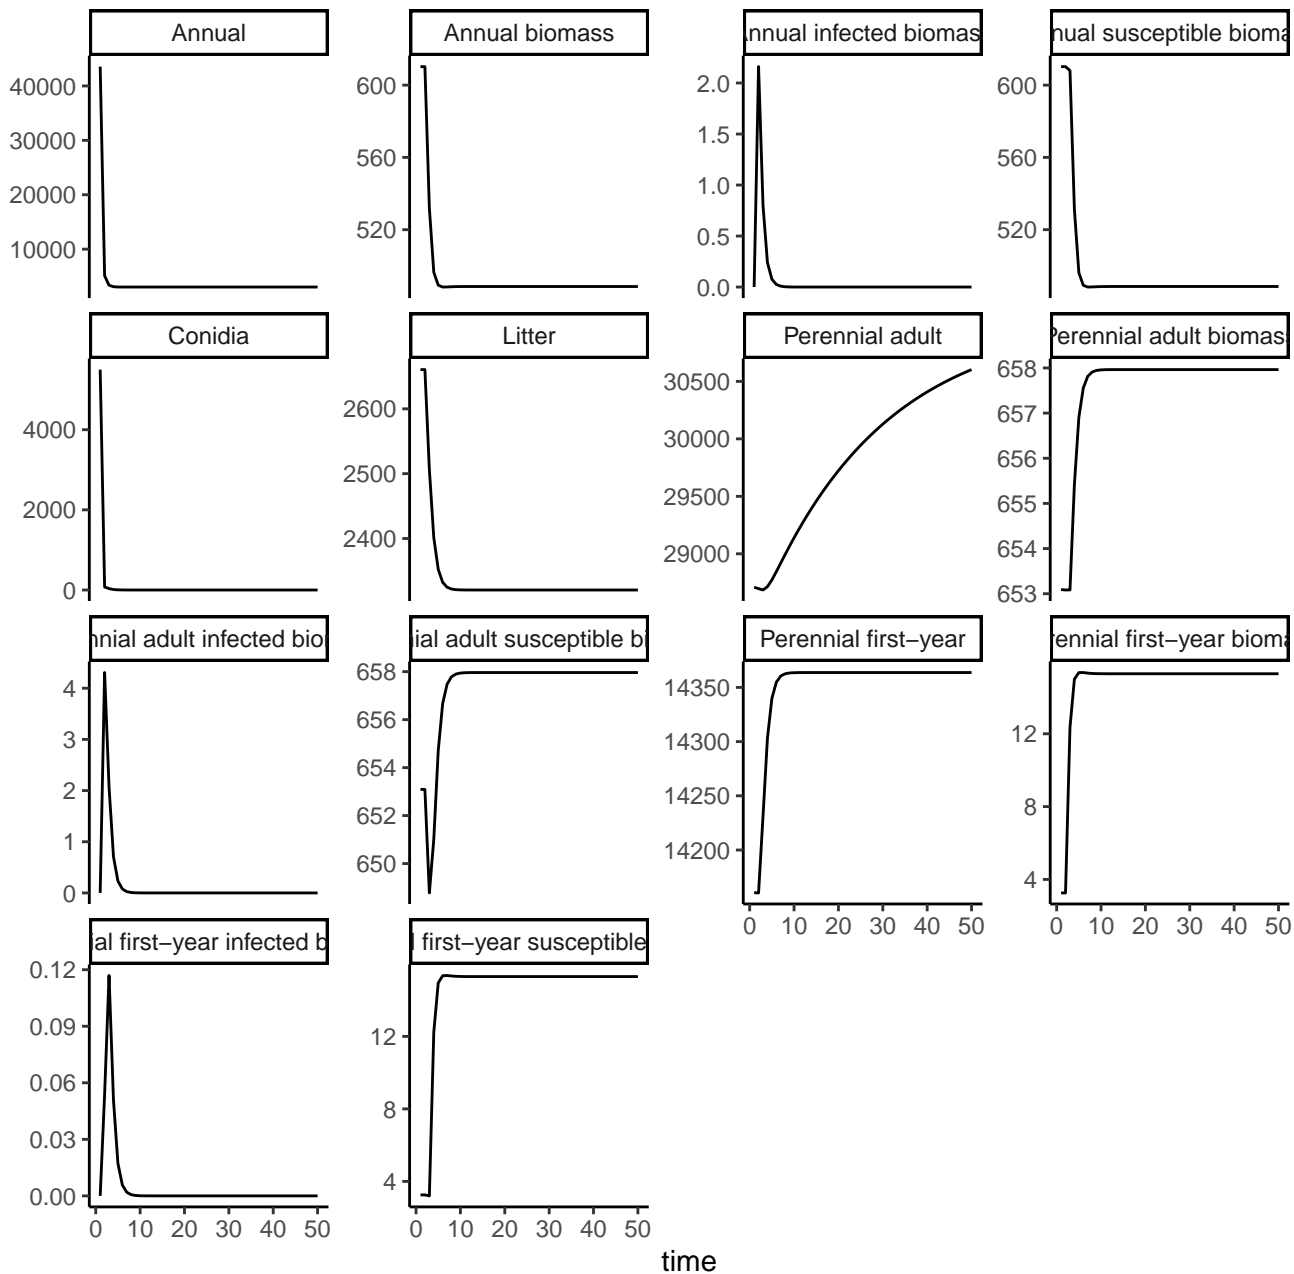 Annual
Annual biomass
Annual infected biomas
nual susceptible bioma
40000
30000
20000
10000
600
560
520
2.0
1.5
1.0
0.5
0.0
600
560
520
Conidia
Litter
Perennial adult
Perennial adult biomass
4000
2000
0
2600
2500
2400
30500
30000
29500
29000
658
657
656
655
654
653
nnial adult infected bio
ial adult susceptible bi
Perennial first−year
rennial first−year bioma
4
3
2
1
0
658
656
654
652
650
14350
14300
14250
14200
12
8
4
0 10 20 30 40 50
0 10 20 30 40 50
ial first−year infected b
l first−year susceptible
0.12
0.09
0.06
0.03
0.00
12
8
4
0 10 20 30 40 50
0 10 20 30 40 50
time